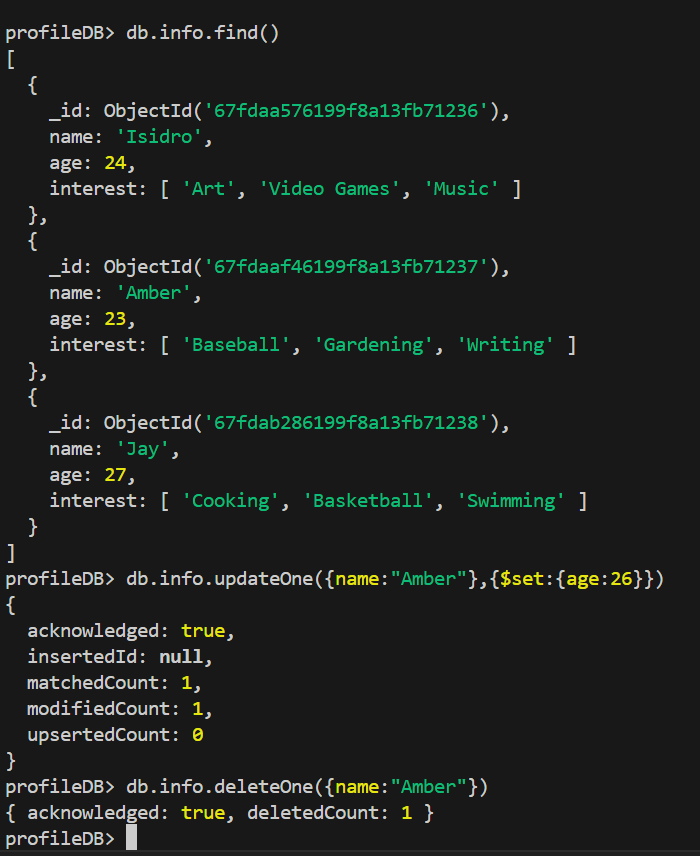 profileDB> db.info.find()
[
  {
    _id: ObjectId('67fdaa576199f8a13fb71236'),
    name: 'Isidro',
    age: 24,
    interest: [ 'Art', 'Video Games', 'Music' ]
  },
  {
    _id: ObjectId('67fdaaf46199f8a13fb71237'),
    name: 'Amber',
    age: 23,
    interest: [ 'Baseball', 'Gardening', 'Writing' ]
  },
  {
    _id: ObjectId('67fdab286199f8a13fb71238'),
    name: 'Jay',
    age: 27,
    interest: [ 'Cooking', 'Basketball', 'Swimming' ]
  }
]
profileDB> db.info.updateOne({name:"Amber"},{$set:{age:26}})
{
  acknowledged: true,
  insertedId: null,
  matchedCount: 1,
  modifiedCount: 1,
  upsertedCount: 0
}
profileDB> db.info.deleteOne({name:"Amber"})
{ acknowledged: true, deletedCount: 1 }
profileDB>